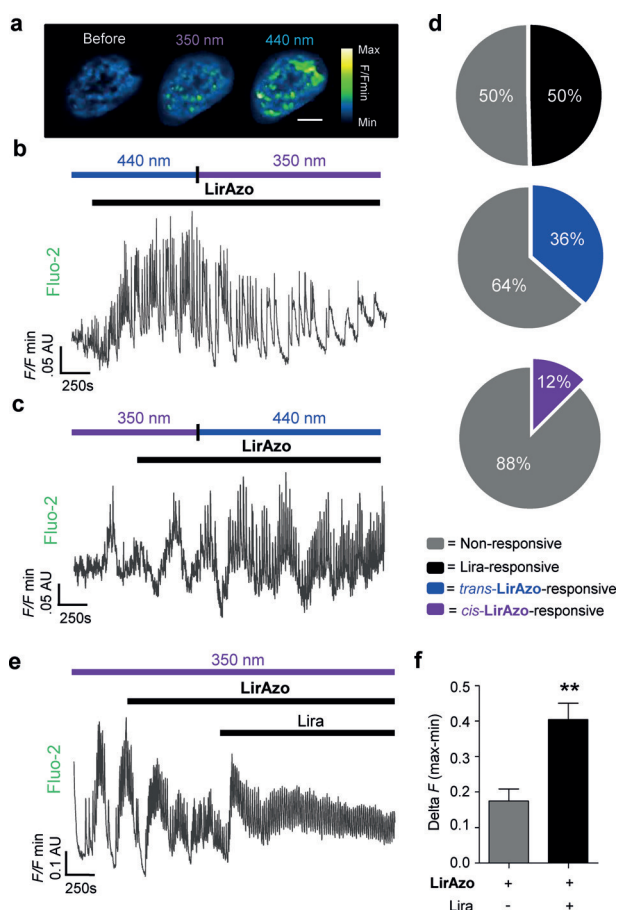 a
Before 350 nm 440 nm
Max
F/Fmin
Min
b
440 nm 350 nm
LirAzo
Fluo-2
F/F min
.05 AU
250s
c
350 nm 440 nm
LirAzo
Fluo-2
F/F min
.05 AU
250s
d
50% 50%
36%
64%
12%
88%
= Non-responsive
= Lira-responsive
= trans-LirAzo-responsive
= cis-LirAzo-responsive
e
350 nm
LirAzo
Lira
Fluo-2
F/F min
0.1 AU
250s
f
**
Delta F (max-min)
0.5
0.4
0.3
0.2
0.1
0.0
LirAzo + +
Lira - +